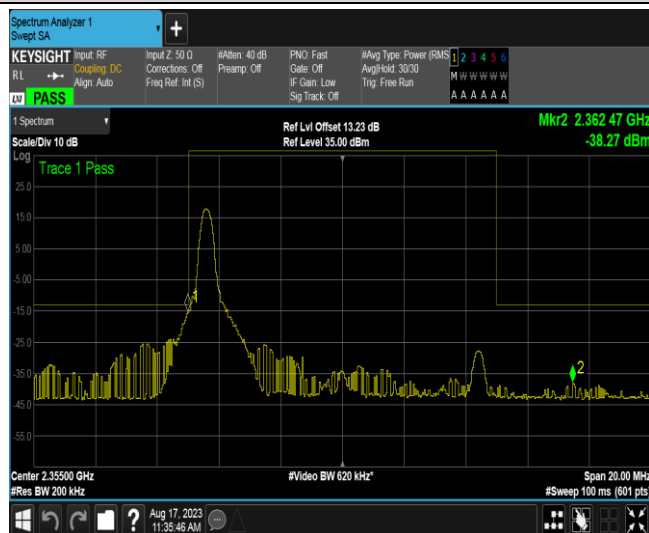 Spectrum Analyzer 1
Swept SA
+
KEYSIGHT
RL
LXI PASS
Input: RF
Coupling: DC
Align: Auto
Input Z: 50 Ω
Corrections: Off
Freq Ref: Int (S)
#Atten: 40 dB
Preamp: Off
PNO: Fast
Gate: Off
IF Gain: Low
Sig Track: Off
#Avg Type: Power (RMS
Avg|Hold: 30/30
Trig: Free Run
1 2 3 4 5 6
M W W W W W
A A A A A A
1 Spectrum
Scale/Div 10 dB
Ref Lvl Offset 13.23 dB
Ref Level 35.00 dBm
Mkr2 2.362 47 GHz
-38.27 dBm
Log
Trace 1 Pass
25.0
15.0
5.00
-5.00
-15.0
-25.0
-35.0
-45.0
-55.0
2
Center 2.35500 GHz
#Res BW 200 kHz
#Video BW 620 kHz*
Span 20.00 MHz
#Sweep 100 ms (601 pts)
?
Aug 17, 2023
11:35:46 AM